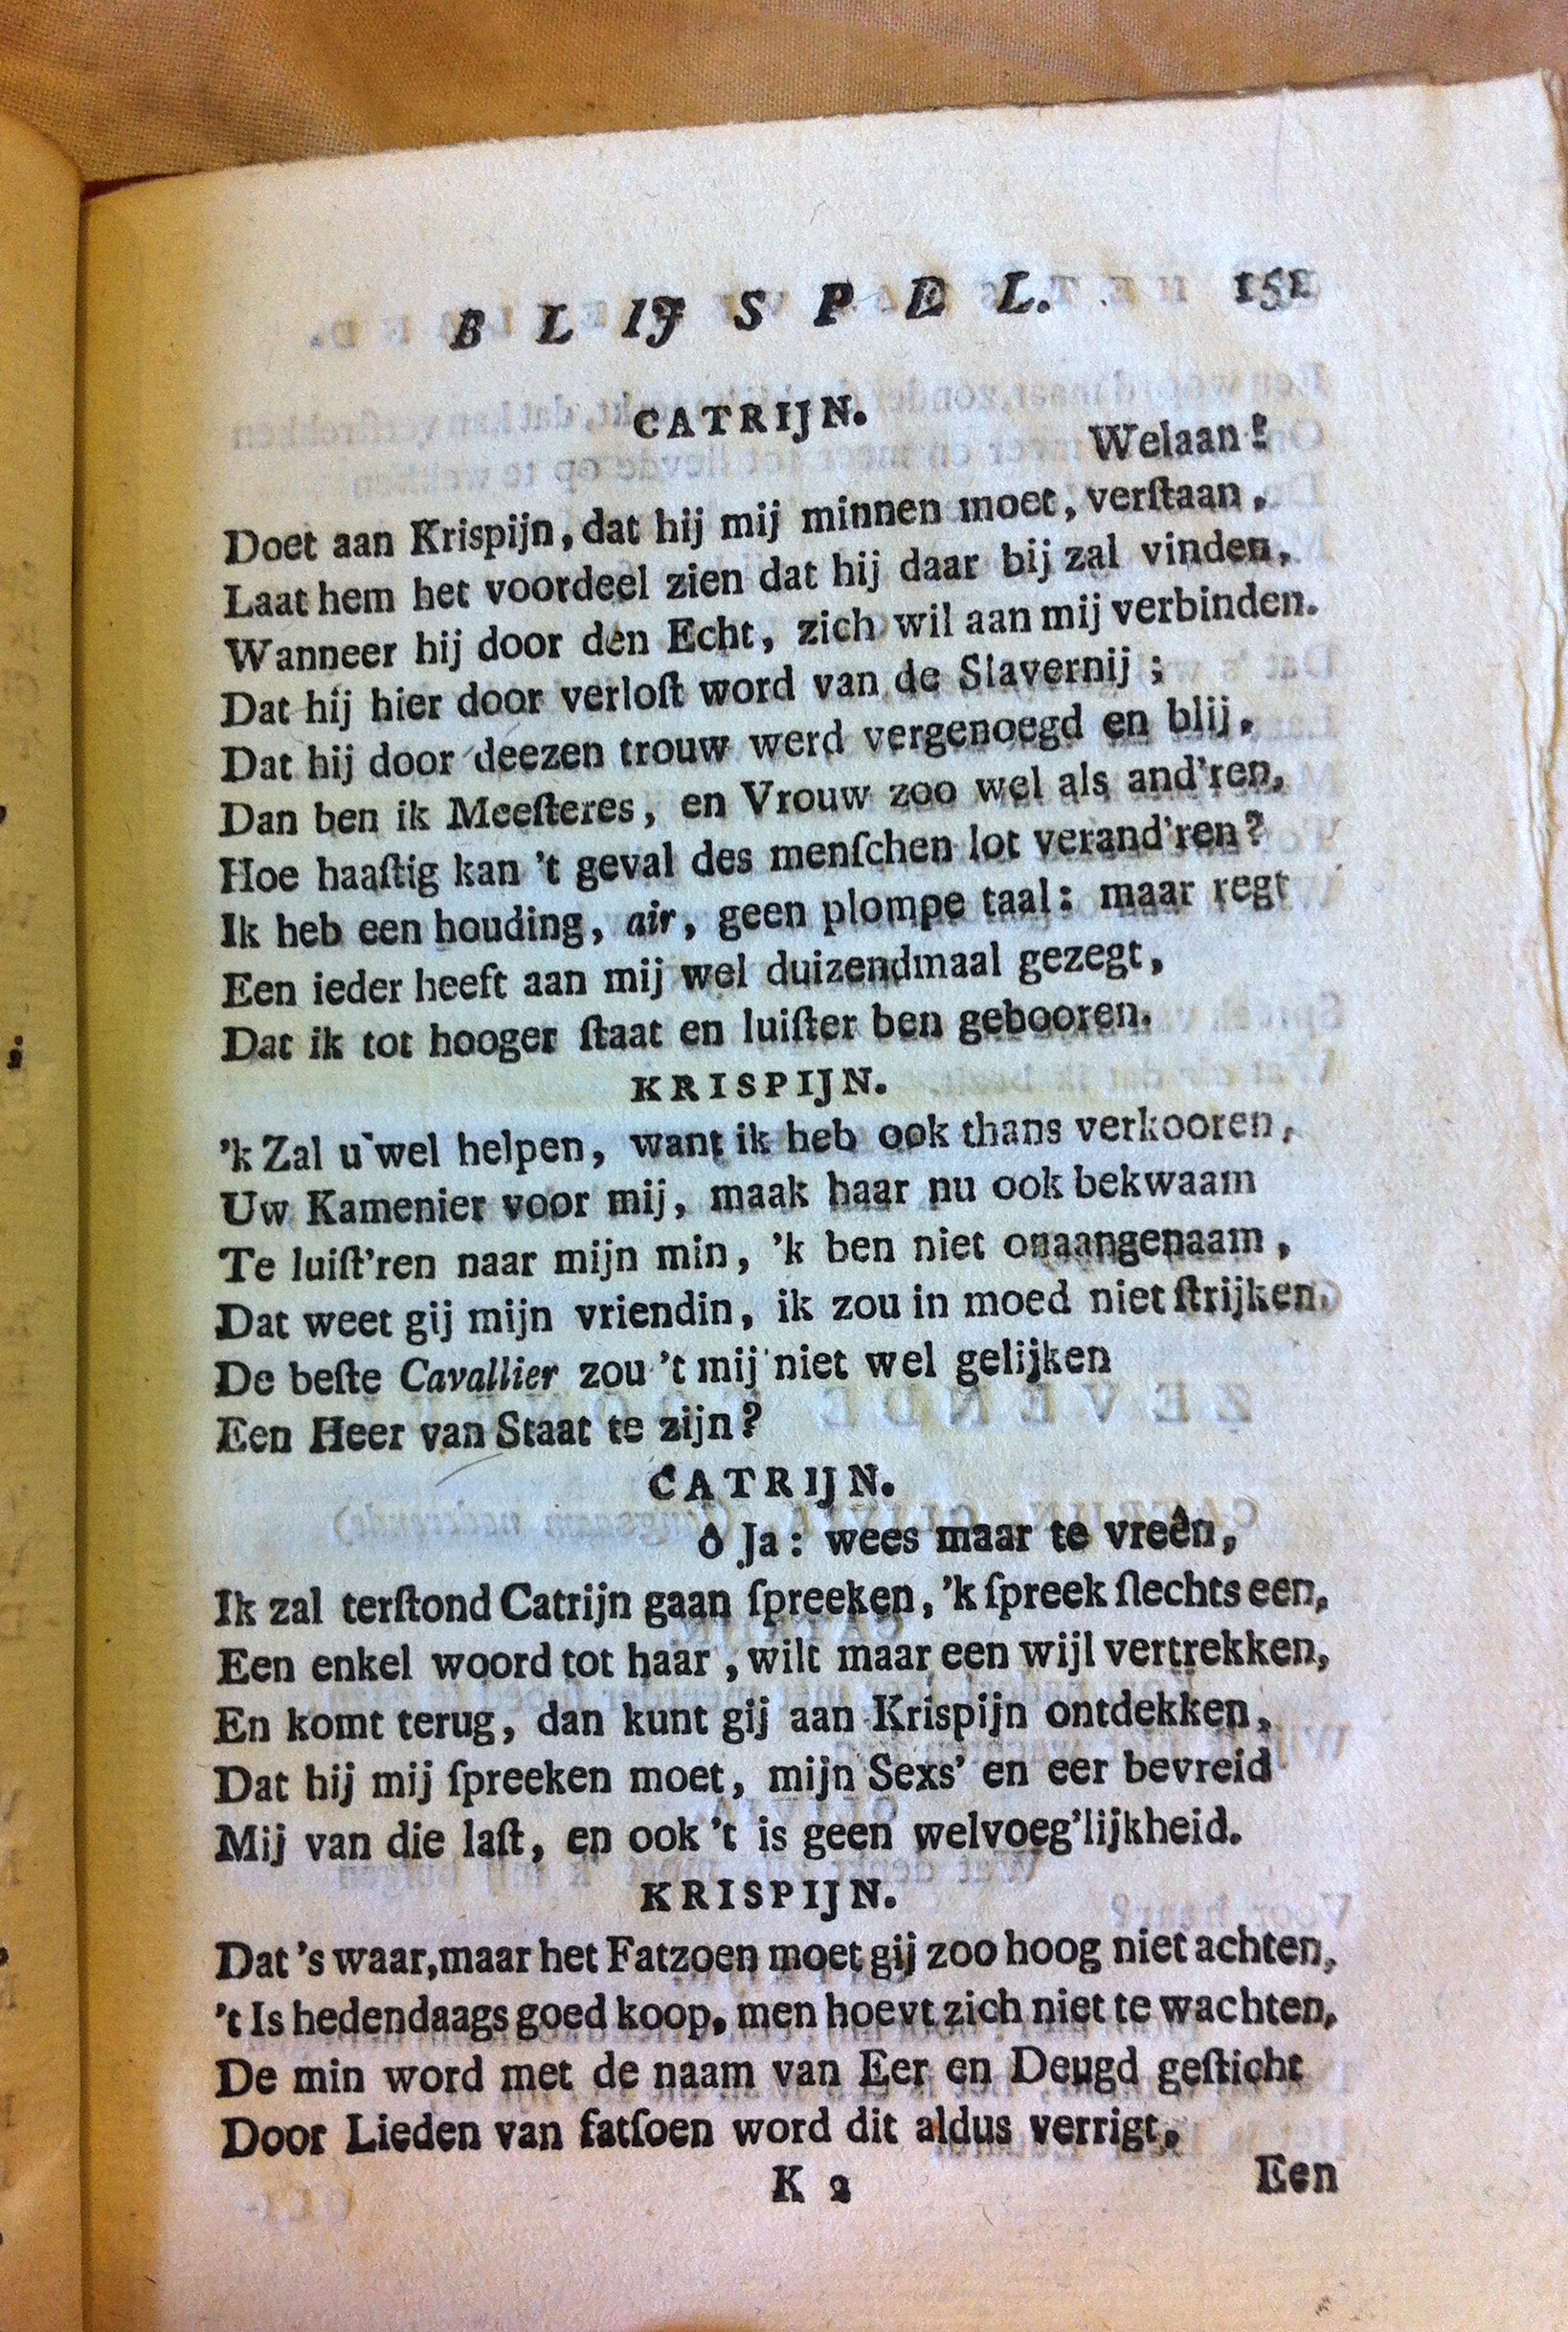 BLIJSPEL. 151
CATRIJN.
Welaan!
Doet aan Krispijn, dat hij mij minnen moet, verſtaan,
Laat hem het voordeel zien dat hij daar bij zal vinden,
Wanneer hij door den Echt, zich wil aan mij verbinden.
Dat hij hier door verloſt word van de Slavernij;
Dat hij door deezen trouw werd vergenoegd en blij,
Dan ben ik Meeſteres, en Vrouw zoo wel als and'ren,
Hoe haaſtig kan 't geval des menſchen lot verand'ren?
Ik heb een houding, air, geen plompe taal: maar regt
Een ieder heeft aan mij wel duizendmaal gezegt,
Dat ik tot hooger ſtaat en luiſter ben gebooren.
KRISPIJN.
'k Zal u wel helpen, want ik heb ook thans verkooren,
Uw Kamenier voor mij, maak haar nu ook bekwaam
Te luiſt'ren naar mijn min, 'k ben niet onaangenaam,
Dat weet gij mijn vriendin, ik zou in moed niet ſtrijken.
De beſte Cavallier zou 't mij niet wel gelijken
Een Heer van Staat te zijn?
CATRIJN.
ô Ja: wees maar te vreên,
Ik zal terſtond Catrijn gaan ſpreeken, 'k ſpreek ſlechts een,
Een enkel woord tot haar, wilt maar een wijl vertrekken,
En komt terug, dan kunt gij aan Krispijn ontdekken,
Dat hij mij ſpreeken moet, mijn Sexs' en eer bevreid
Mij van die laſt, en ook 't is geen welvoeg'lijkheid.
KRISPIJN.
Dat 's waar, maar het Fatzoen moet gij zoo hoog niet achten,
't Is hedendaags goed koop, men hoevt zich niet te wachten,
De min word met de naam van Eer en Deugd geſticht
Door Lieden van fatſoen word dit aldus verrigt,
K 2 Een